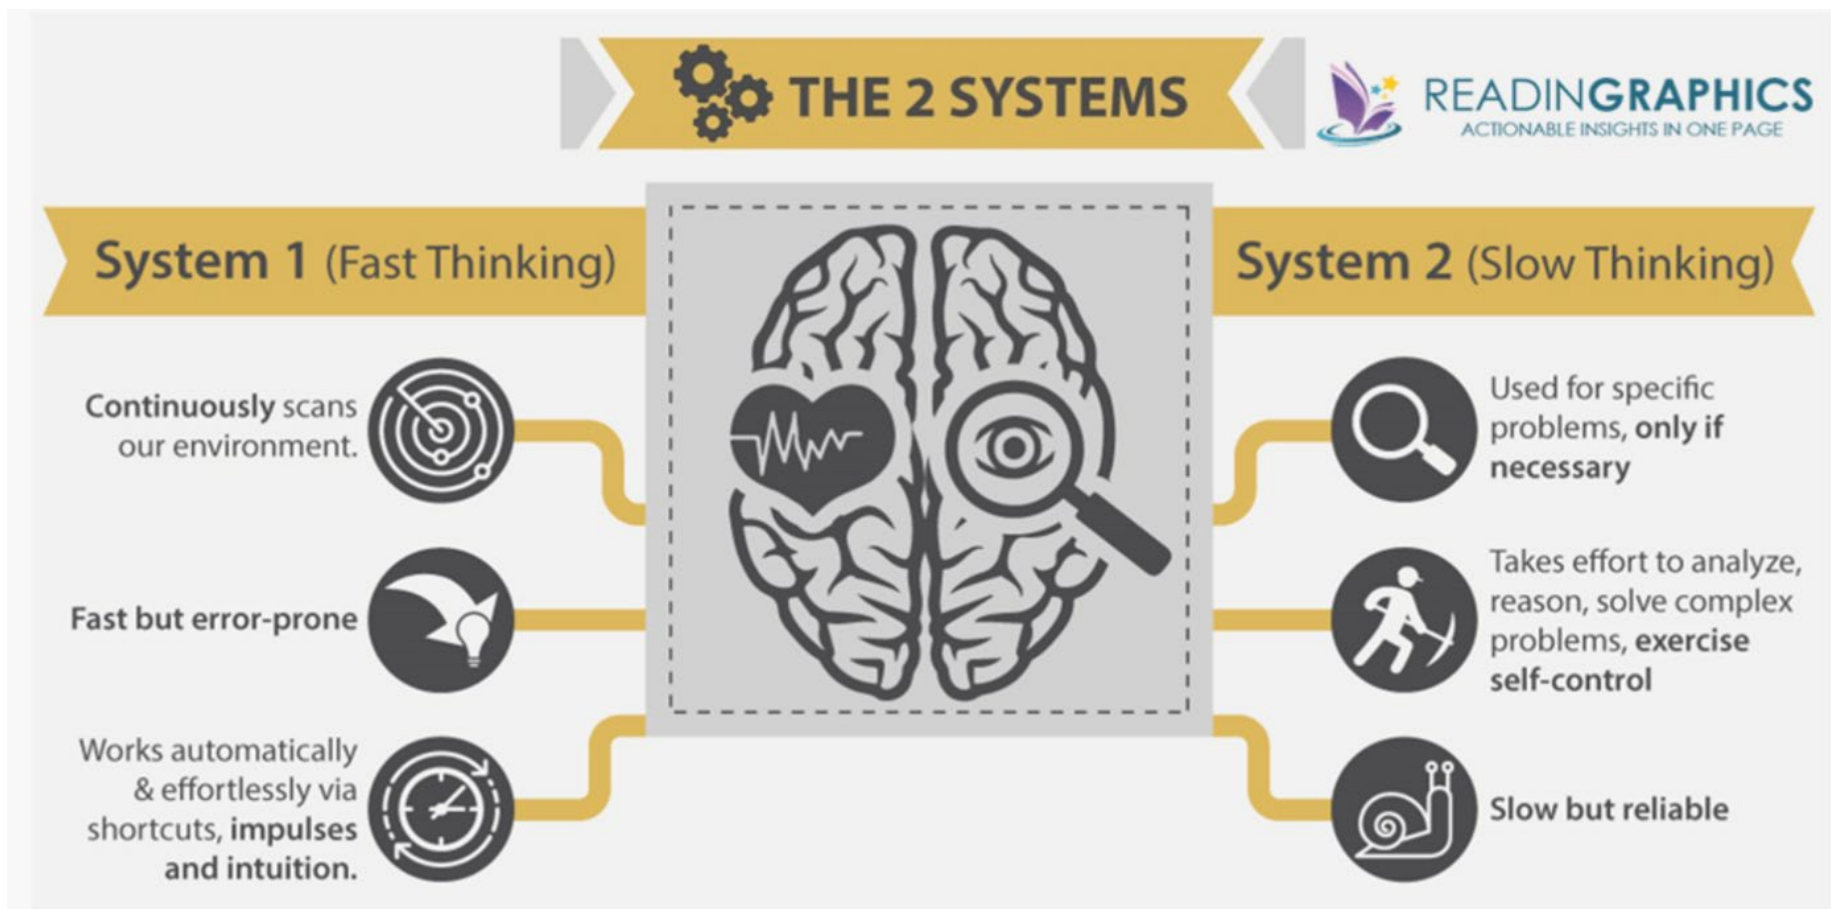 THE 2 SYSTEMS
READINGRAPHICS
ACTIONABLE INSIGHTS IN ONE PAGE
System 1 (Fast Thinking)
Continuously scans
our environment.
Fast but error-prone
Works automatically
& effortlessly via
shortcuts, impulses
and intuition.
System 2 (Slow Thinking)
Used for specific
problems, only if
necessary
Takes effort to analyze,
reason, solve complex
problems, exercise
self-control
Slow but reliable